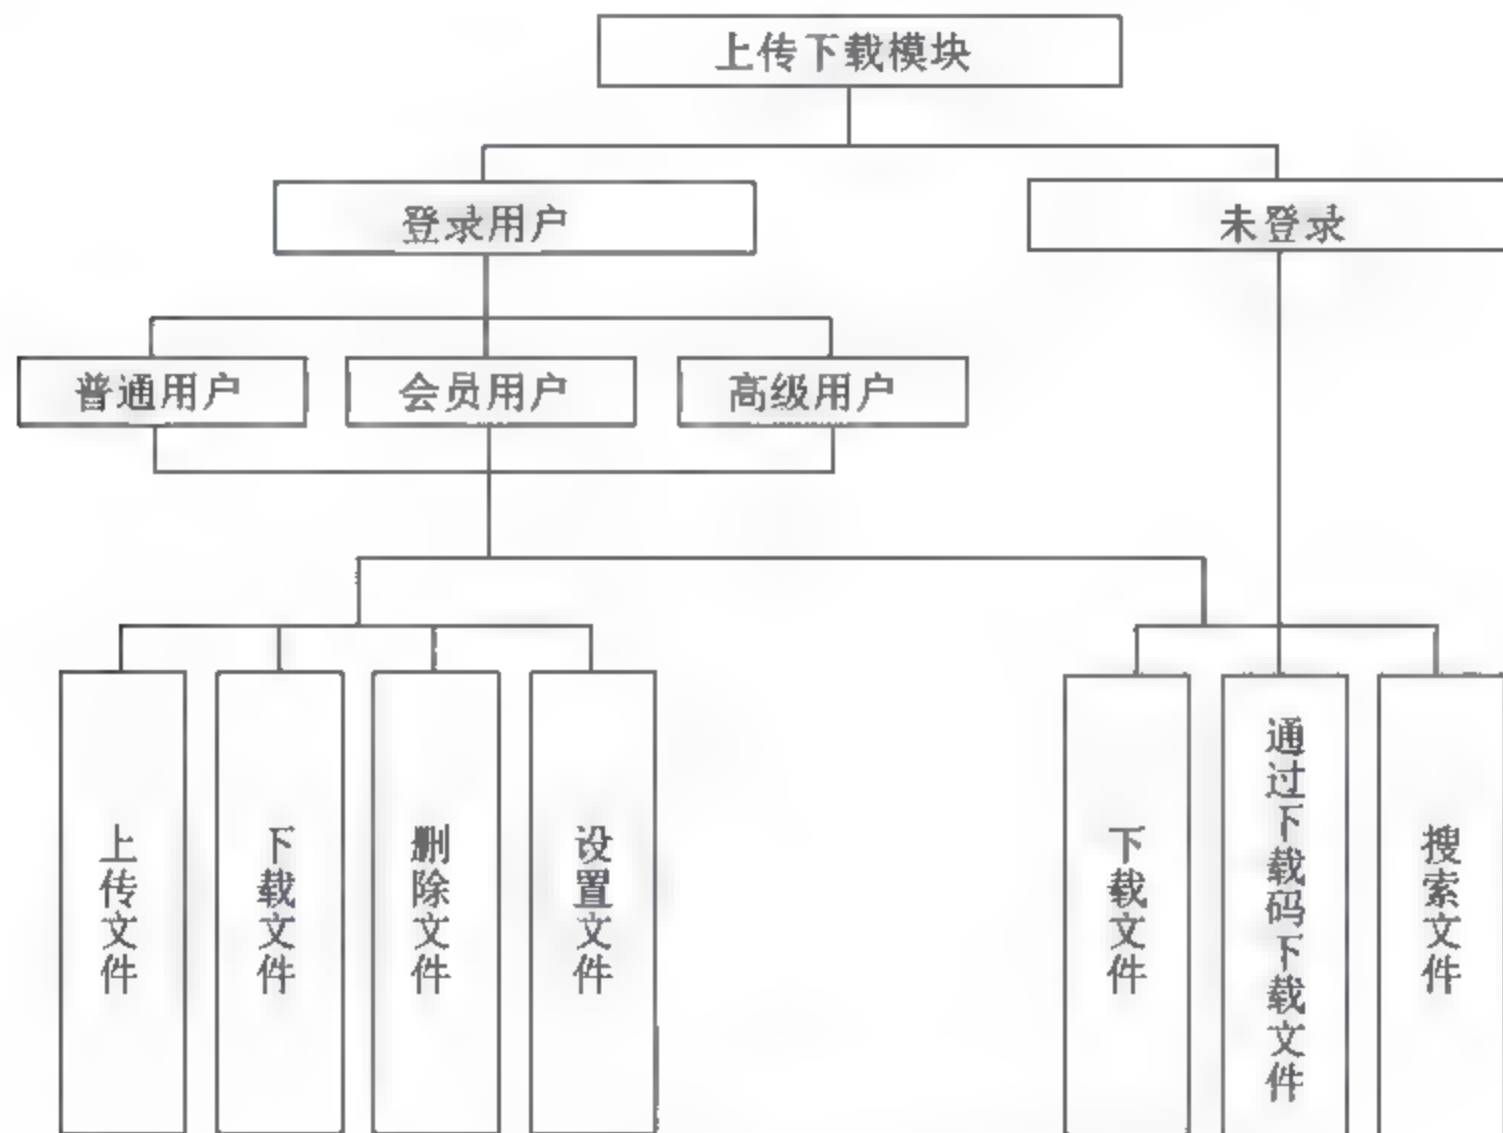 上传下载模块
登录用户
未登录
普通用户
会员用户
高级用户
上传文件
下载文件
删除文件
设置文件
下载文件
通过下载码下载文件
搜索文件